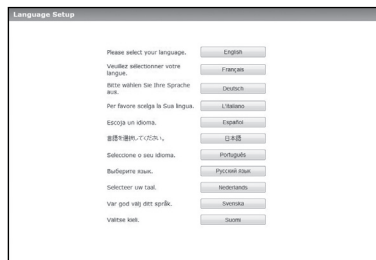 Language Setup
Please select your language.
English
Veuillez sélectionner votre
langue.
Français
Bitte wählen Sie Ihre Sprache
aus.
Deutsch
Per favore scelga la Sua lingua.
L'italiano
Escoja un idioma.
Español
言語を選択してください。
日本語
Selecione o seu idioma.
Português
Выберите язык.
Русский язык
Selecteer uw taal.
Nederlands
Var god välj ditt språk.
Svenska
Valitse kieli.
Suomi